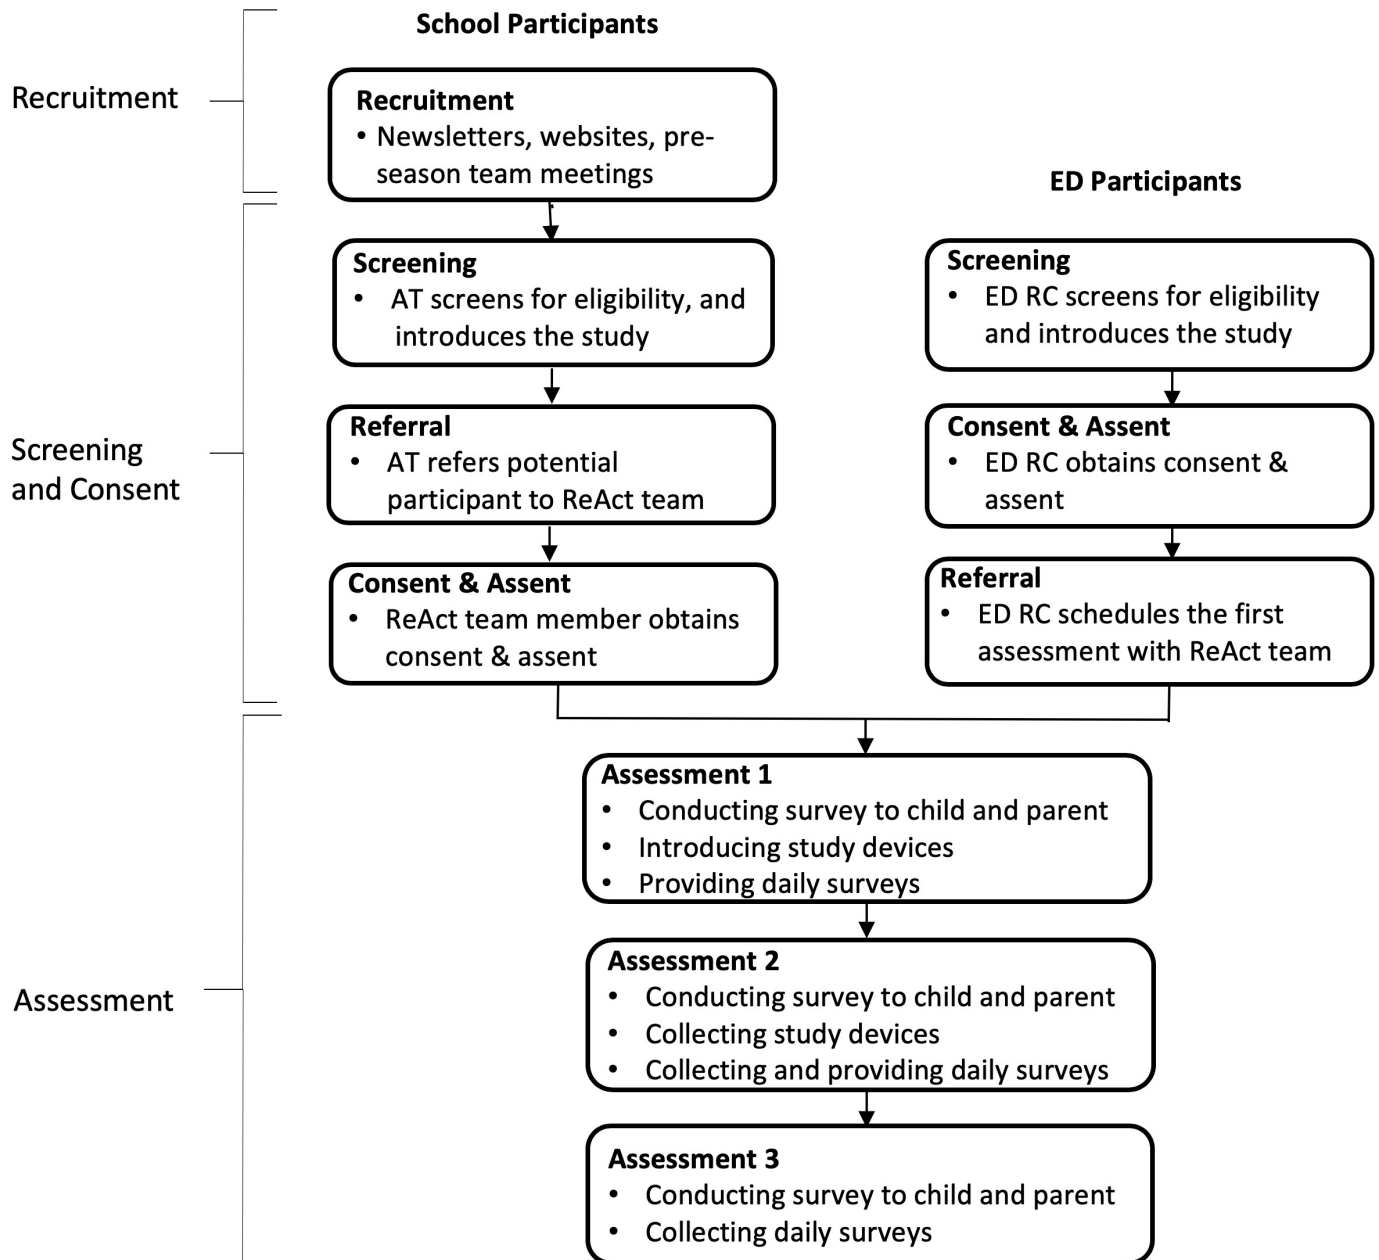 School Participants
Recruitment
Recruitment
• Newsletters, websites, pre-
season team meetings
ED Participants
Screening
• AT screens for eligibility, and
introduces the study
Screening
• ED RC screens for eligibility
and introduces the study
Screening
and Consent
Referral
• AT refers potential
participant to ReAct team
Consent & Assent
• ED RC obtains consent &
assent
Consent & Assent
• ReAct team member obtains
consent & assent
Referral
• ED RC schedules the first
assessment with ReAct team
Assessment
Assessment 1
• Conducting survey to child and parent
• Introducing study devices
• Providing daily surveys
Assessment 2
• Conducting survey to child and parent
• Collecting study devices
• Collecting and providing daily surveys
Assessment 3
• Conducting survey to child and parent
• Collecting daily surveys